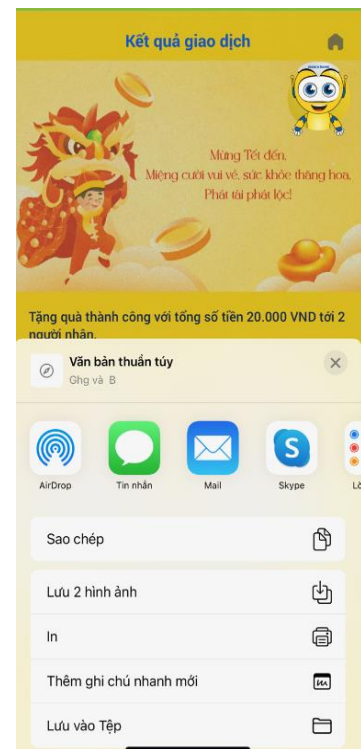 Kết quả giao dịch
Mừng Tết đến,
Miệng cười vui vẻ, sức khỏe thăng hoa,
Phát tài phát lộc!
Tặng quà thành công với tổng số tiền 20.000 VND tới 2
người nhận.
Văn bản thuần túy
Ghg và B
AirDrop
Tin nhắn
Mail
Skype
Lờ
Sao chép
Lưu 2 hình ảnh
In
Thêm ghi chú nhanh mới
Lưu vào Tệp